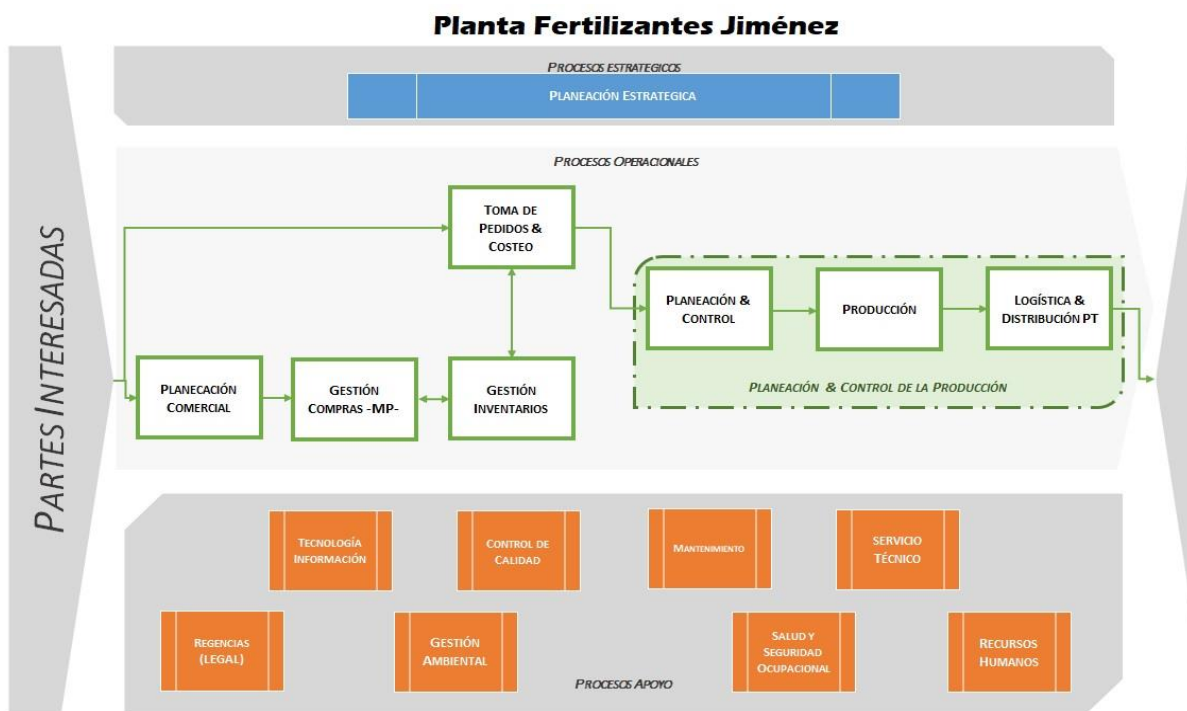 Planta Fertilizantes Jiménez
PROCESOS ESTRATEGICOS
PLANEACIÓN ESTRATEGICA
PARTES INTERESADAS
PROCESOS OPERACIONALES
TOMA DE
PEDIDOS &
COSTEO
PLANECACIÓN
COMERCIAL
GESTIÓN
COMPRAS -MP-
GESTIÓN
INVENTARIOS
PLANEACIÓN &
CONTROL
PRODUCCIÓN
LOGÍSTICA &
DISTRIBUCIÓN PT
PLANEACIÓN & CONTROL DE LA PRODUCCIÓN
TECNOLOGÍA
INFORMACIÓN
CONTROL DE
CALIDAD
MANTENIMIENTO
SERVICIO
TÉCNICO
REGENCIAS
(LEGAL)
GESTIÓN
AMBIENTAL
SALUD Y
SEGURIDAD
OCUPACIONAL
RECURSOS
HUMANOS
PROCESOS APOYO